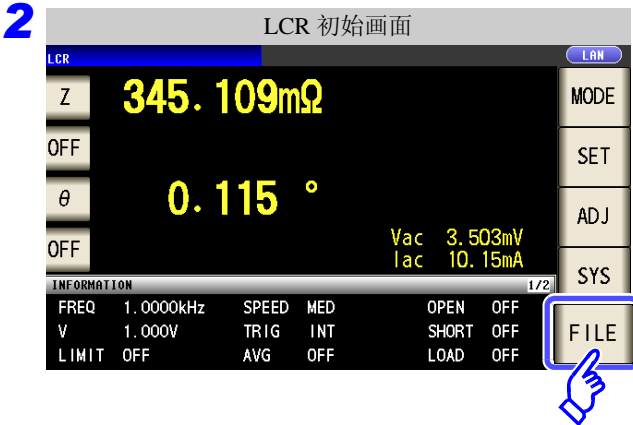 2
LCR 初始画面
LCR
LAN
Z 345.109mΩ
MODE
OFF
SET
θ 0.115 °
ADJ
OFF
Vac 3.503mV
Iac 10.15mA
SYS
INFORMATION 1/2
FREQ 1.0000kHz SPEED MED OPEN OFF
V 1.000V TRIG INT SHORT OFF
LIMIT OFF AVG OFF LOAD OFF
FILE